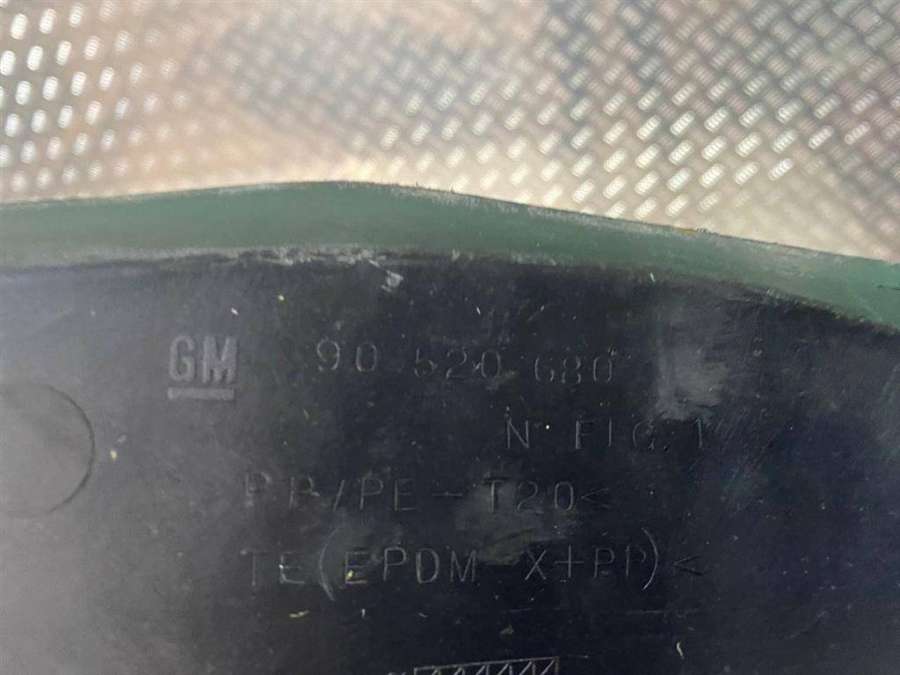 GM 90 520 680
N° FIG. 1
PP/PE-T20<
TE(EPDM-X+PP)<